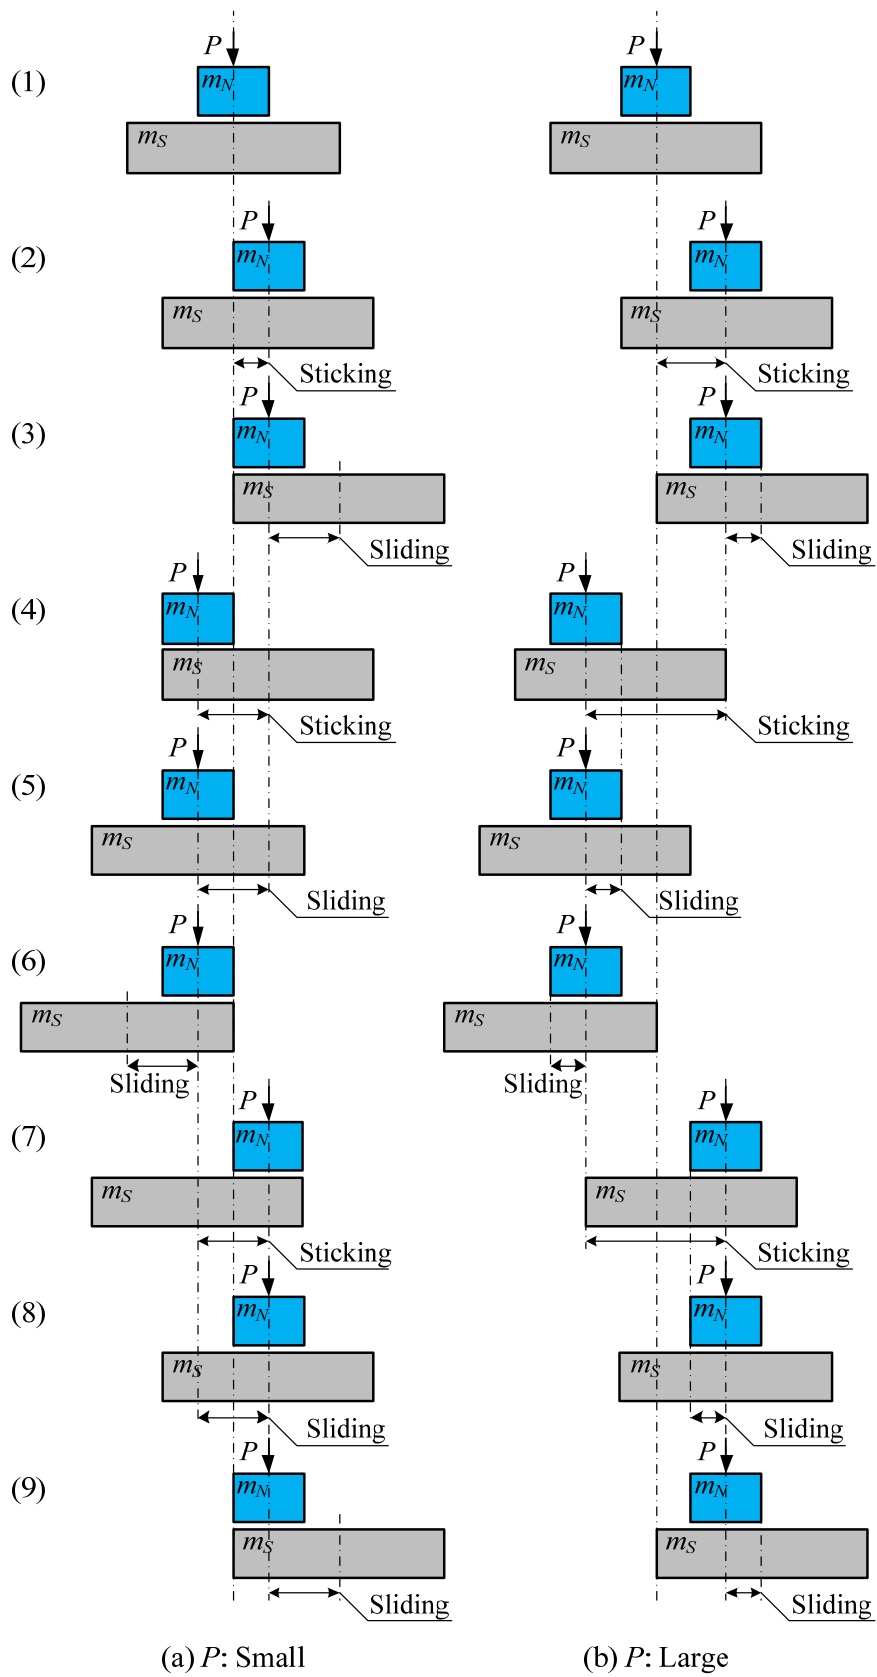 P P
(1) m_N m_N
m_S m_S
P P
(2) m_N m_N
m_S m_S
Sticking Sticking
P P
(3) m_N m_N
m_S m_S
Sliding Sliding
P P
(4) m_N m_N
m_S m_S
Sticking Sticking
P P
(5) m_N m_N
m_S m_S
Sliding Sliding
P P
(6) m_N m_N
m_S m_S
Sliding Sliding
P P
(7) m_N m_N
m_S m_S
Sticking Sticking
P P
(8) m_N m_N
m_S m_S
Sliding Sliding
P P
(9) m_N m_N
m_S m_S
Sliding Sliding
(a) P: Small (b) P: Large